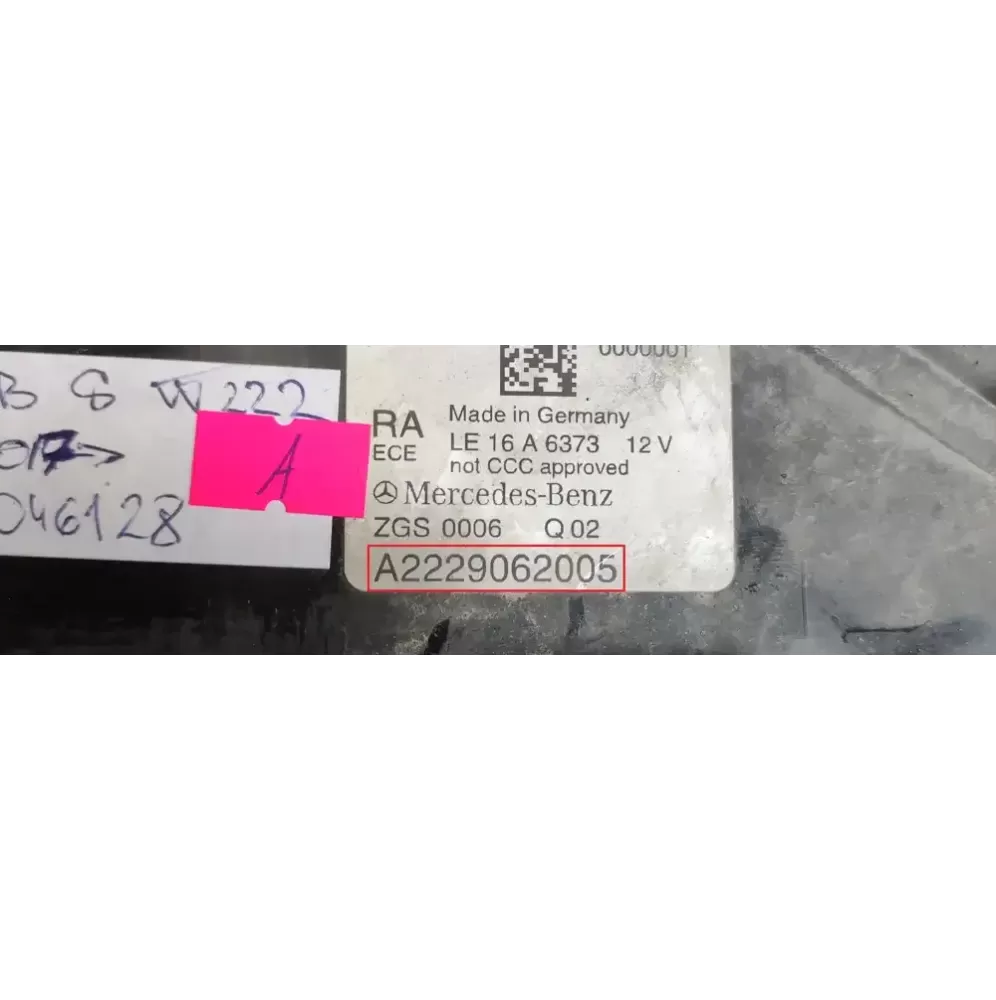 B S W222
017->
046128
A
0000001
RA
ECE
Made in Germany
LE 16 A 6373 12 V
not CCC approved
Mercedes-Benz
ZGS 0006 Q 02
A2229062005